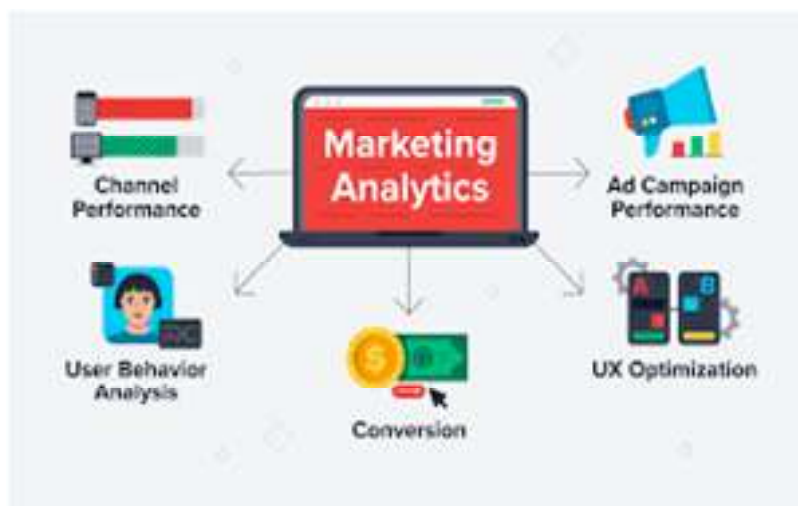 Marketing
Analytics
Channel
Performance
Ad Campaign
Performance
A
B
User Behavior
Analysis
$
Conversion
UX Optimization